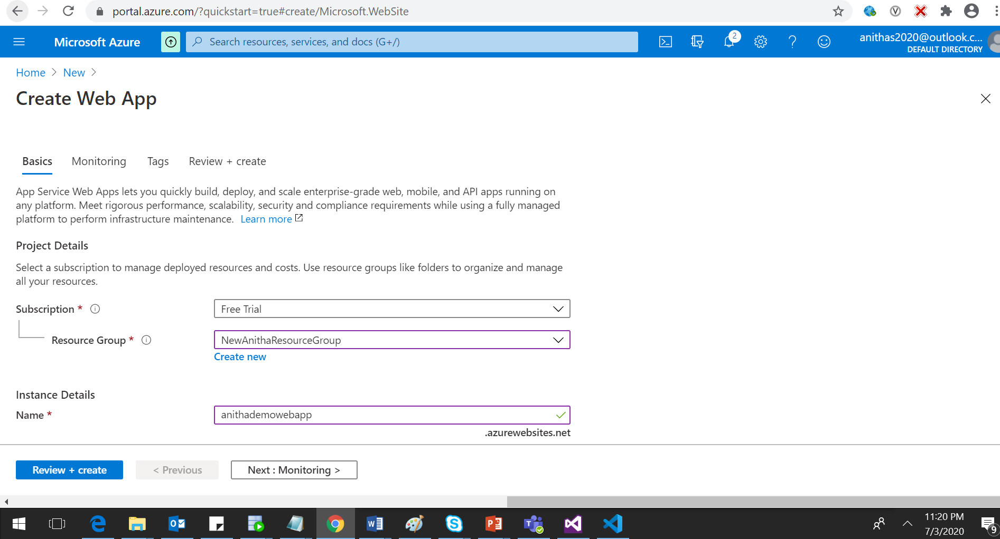 portal.azure.com/?quickstart=true#create/Microsoft.WebSite
Microsoft Azure
Search resources, services, and docs (G+/)
2
anithas2020@outlook.c...
DEFAULT DIRECTORY
Home > New >
Create Web App
Basics Monitoring Tags Review + create
App Service Web Apps lets you quickly build, deploy, and scale enterprise-grade web, mobile, and API apps running on
any platform. Meet rigorous performance, scalability, security and compliance requirements while using a fully managed
platform to perform infrastructure maintenance. Learn more
Project Details
Select a subscription to manage deployed resources and costs. Use resource groups like folders to organize and manage
all your resources.
Subscription * Free Trial
Resource Group * NewAnithaResourceGroup
Create new
Instance Details
Name * anithademowebapp
.azurewebsites.net
Review + create < Previous Next : Monitoring >
11:20 PM
7/3/2020
9